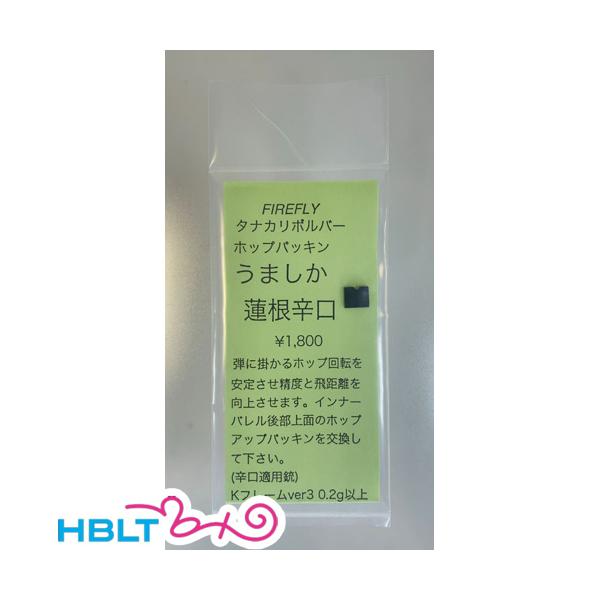 FIREFLY
タナカリボルバー
ホップパッキン
うましか
蓮根辛口
¥1,800
弾に掛かるホップ回転を
安定させ精度と飛距離を
向上させます。インナー
バレル後部上面のホップ
アップパッキンを交換し
て下さい。
(辛口適用銃)
Kフレームver3 0.2g以上
HBLT